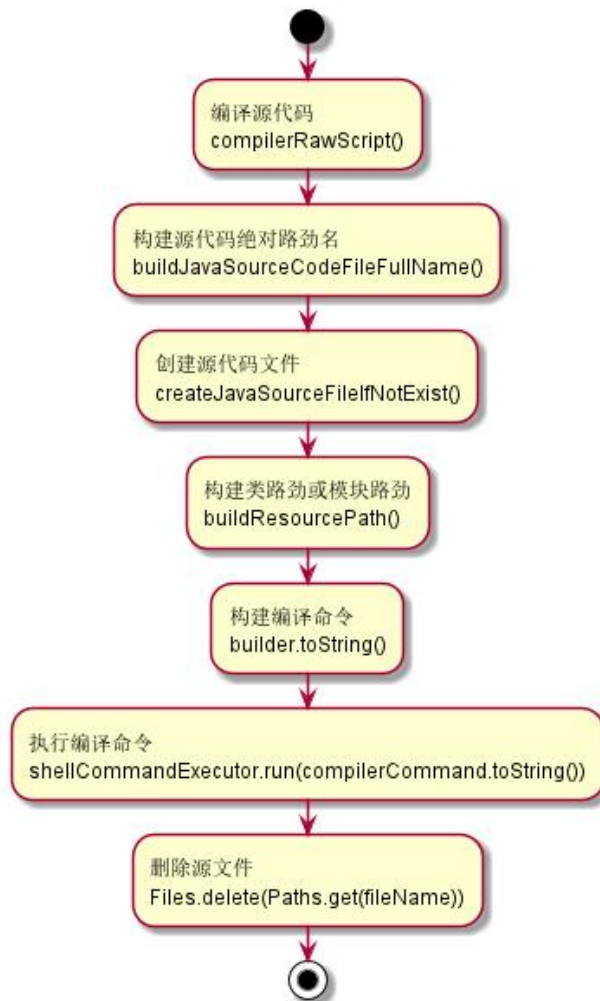 编译源代码
compilerRawScript()
构建源代码绝对路劲名
buildJavaSourceCodeFileFullName()
创建源代码文件
createJavaSourceFileIfNotExist()
构建类路劲或模块路劲
buildResourcePath()
构建编译命令
builder.toString()
执行编译命令
shellCommandExecutor.run(compilerCommand.toString())
删除源文件
Files.delete(Paths.get(fileName))